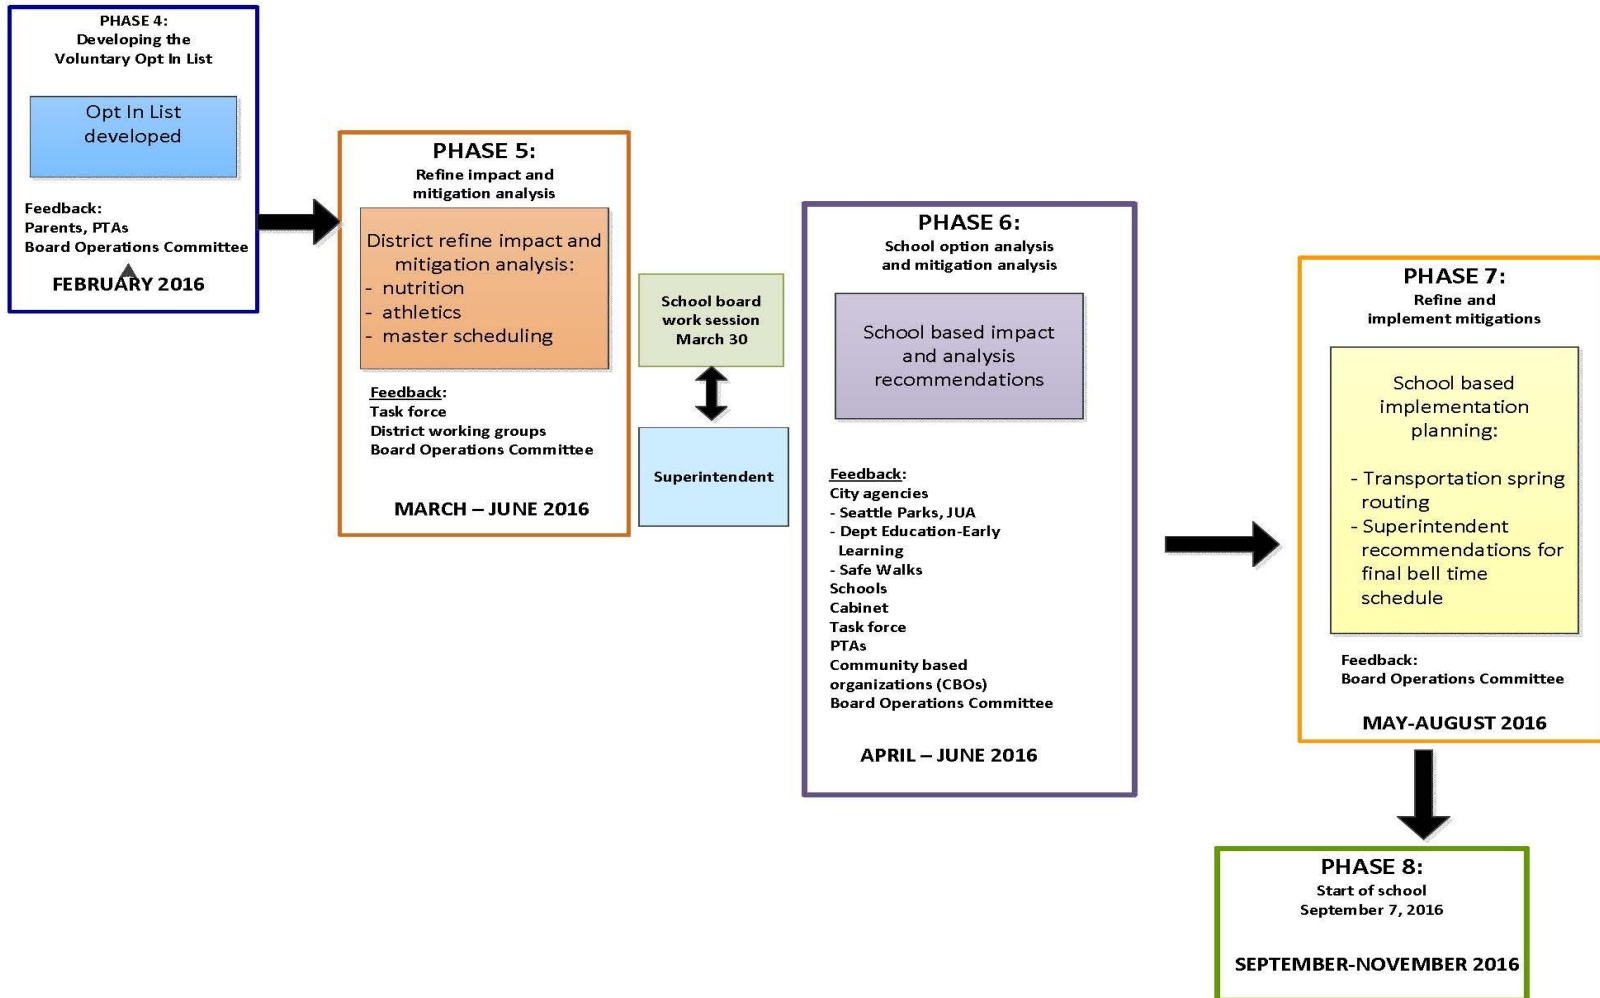 PHASE 4:
Developing the
Voluntary Opt In List
Opt In List
developed
Feedback:
Parents, PTAs
Board Operations Committee
FEBRUARY 2016
PHASE 5:
Refine impact and
mitigation analysis
District refine impact and
mitigation analysis:
- nutrition
- athletics
- master scheduling
Feedback:
Task force
District working groups
Board Operations Committee
MARCH – JUNE 2016
School board
work session
March 30
Superintendent
PHASE 6:
School option analysis
and mitigation analysis
School based impact
and analysis
recommendations
Feedback:
City agencies
- Seattle Parks, JUA
- Dept Education-Early
Learning
- Safe Walks
Schools
Cabinet
Task force
PTAs
Community based
organizations (CBOs)
Board Operations Committee
APRIL – JUNE 2016
PHASE 7:
Refine and
implement mitigations
School based
implementation
planning:
- Transportation spring
routing
- Superintendent
recommendations for
final bell time
schedule
Feedback:
Board Operations Committee
MAY-AUGUST 2016
PHASE 8:
Start of school
September 7, 2016
SEPTEMBER-NOVEMBER 2016